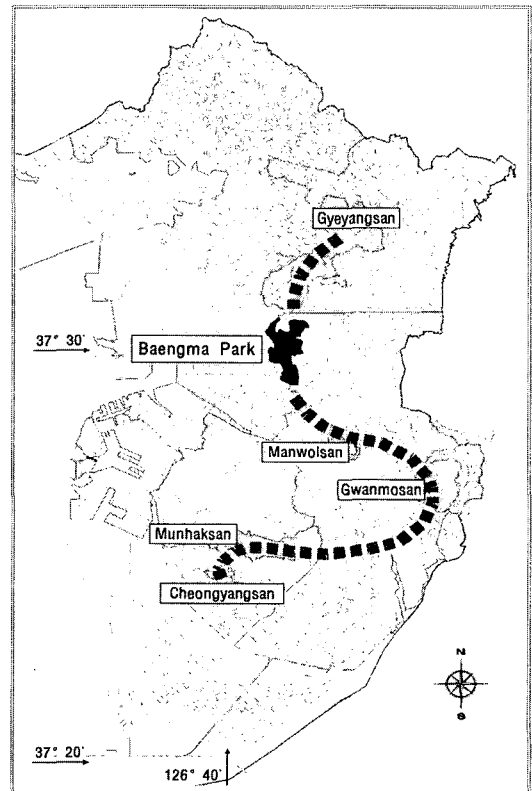 Gyeyangsan
37° 30′
Baengma Park
Manwolsan
Gwanmosan
Munhaksan
Cheongyangsan
N
S
37° 20′
126° 40′